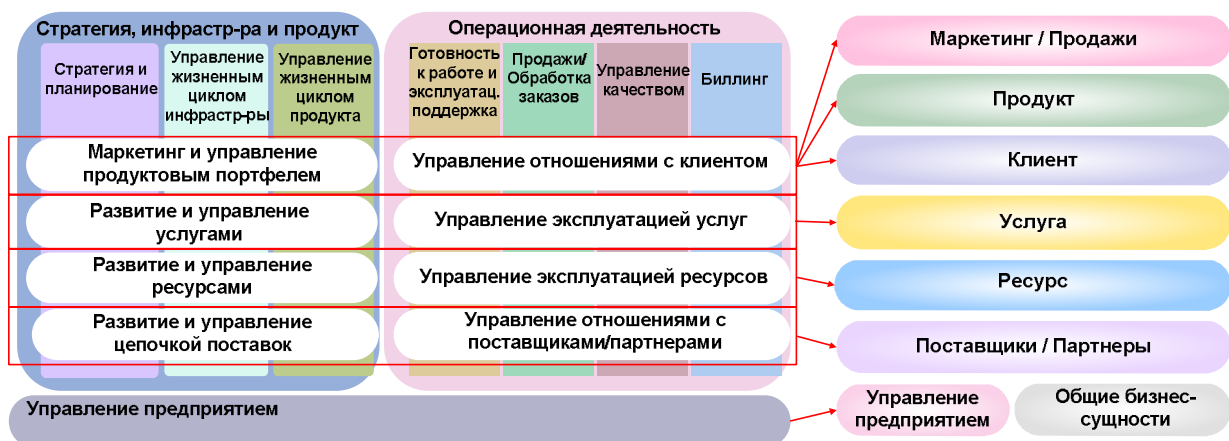 Стратегия, инфрастр-ра и продукт
Стратегия и
планирование
Управление
жизненным
циклом
инфрастр-ры
Управление
жизненным
циклом
продукта
Операционная деятельность
Готовность
к работе и
эксплуатац.
поддержка
Продажи/
Обработка
заказов
Управление
качеством
Биллинг
Маркетинг и управление
продуктовым портфелем
Управление отношениями с клиентом
Развитие и управление
услугами
Управление эксплуатацией услуг
Развитие и управление
ресурсами
Управление эксплуатацией ресурсов
Развитие и управление
цепочкой поставок
Управление отношениями с
поставщиками/партнерами
Управление предприятием
Маркетинг / Продажи
Продукт
Клиент
Услуга
Ресурс
Поставщики / Партнеры
Управление
предприятием
Общие бизнес-
сущности